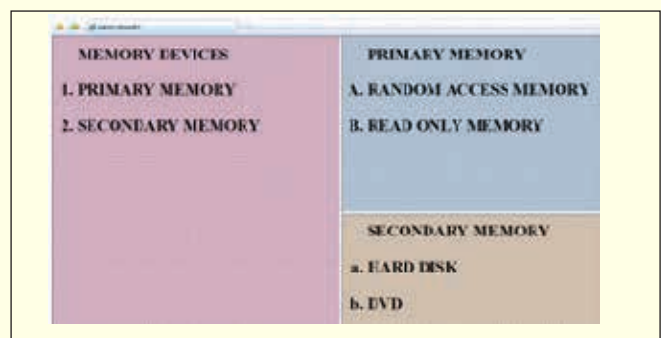 MEMORY DEVICES
1. PRIMARY MEMORY
2. SECONDARY MEMORY
PRIMARY MEMORY
A. RANDOM ACCESS MEMORY
B. READ ONLY MEMORY
SECONDARY MEMORY
a. HARD DISK
b. DVD